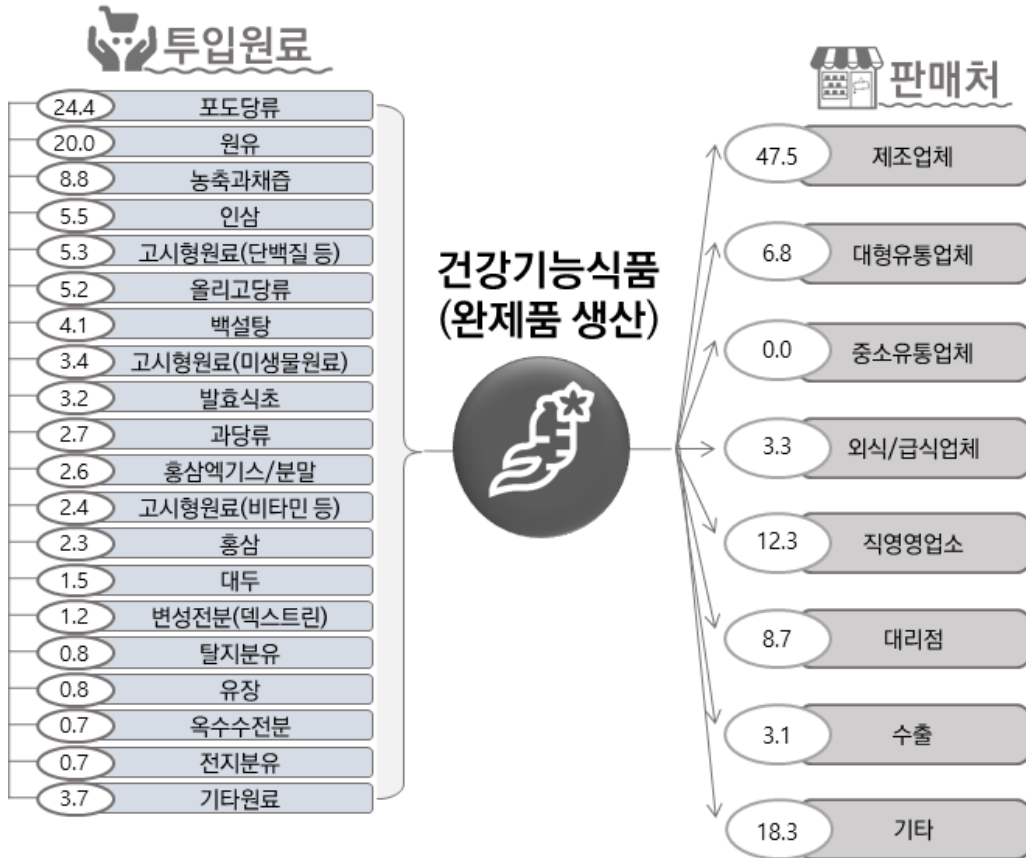 투입원료
24.4 포도당류
20.0 원유
8.8 농축과채즙
5.5 인삼
5.3 고시형원료(단백질 등)
5.2 올리고당류
4.1 백설탕
3.4 고시형원료(미생물원료)
3.2 발효식초
2.7 과당류
2.6 홍삼엑기스/분말
2.4 고시형원료(비타민 등)
2.3 홍삼
1.5 대두
1.2 변성전분(덱스트린)
0.8 탈지분유
0.8 유장
0.7 옥수수전분
0.7 전지분유
3.7 기타원료
건강기능식품
(완제품 생산)
판매처
47.5 제조업체
6.8 대형유통업체
0.0 중소유통업체
3.3 외식/급식업체
12.3 직영영업소
8.7 대리점
3.1 수출
18.3 기타